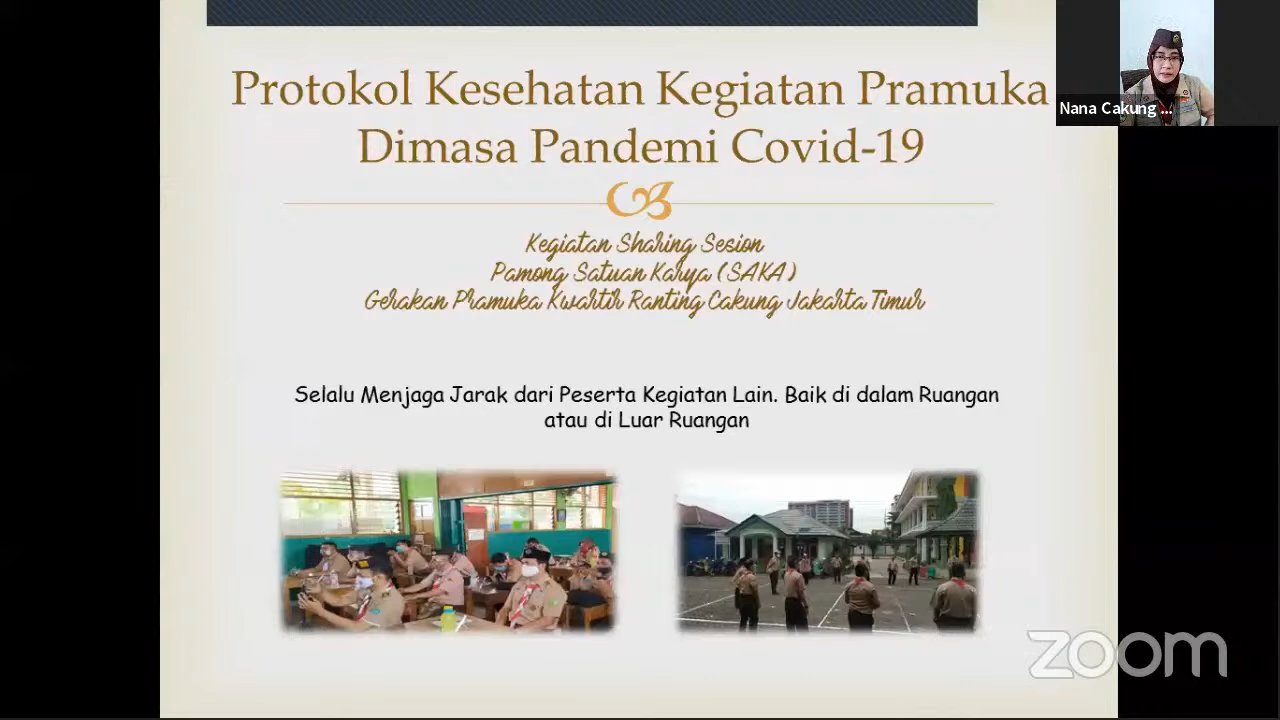 Protokol Kesehatan Kegiatan Pramuka
Dimasa Pandemi Covid-19
Kegiatan Sharing Sesion
Pamong Satuan Karya (SAKA)
Gerakan Pramuka Kwartir Ranting Cakung Jakarta Timur
Selalu Menjaga Jarak dari Peserta Kegiatan Lain. Baik di dalam Ruangan
atau di Luar Ruangan
Nana Cakung ...
zoom